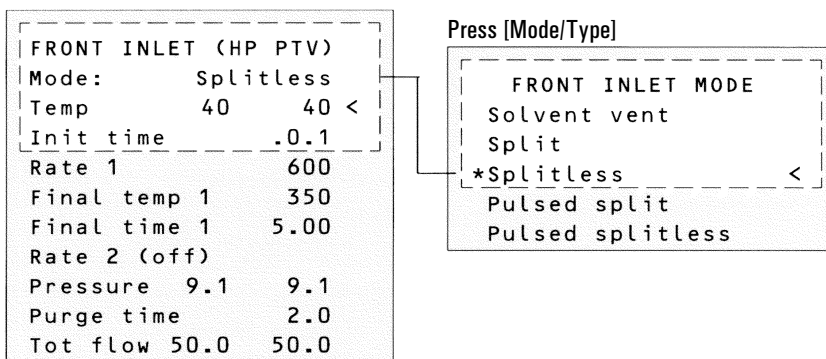 FRONT INLET (HP PTV)
Mode: Splitless
Temp 40 40 <
Init time .0.1
Rate 1 600
Final temp 1 350
Final time 1 5.00
Rate 2 (off)
Pressure 9.1 9.1
Purge time 2.0
Tot flow 50.0 50.0
Press [Mode/Type]
FRONT INLET MODE
Solvent vent
Split
*Splitless <
Pulsed split
Pulsed splitless